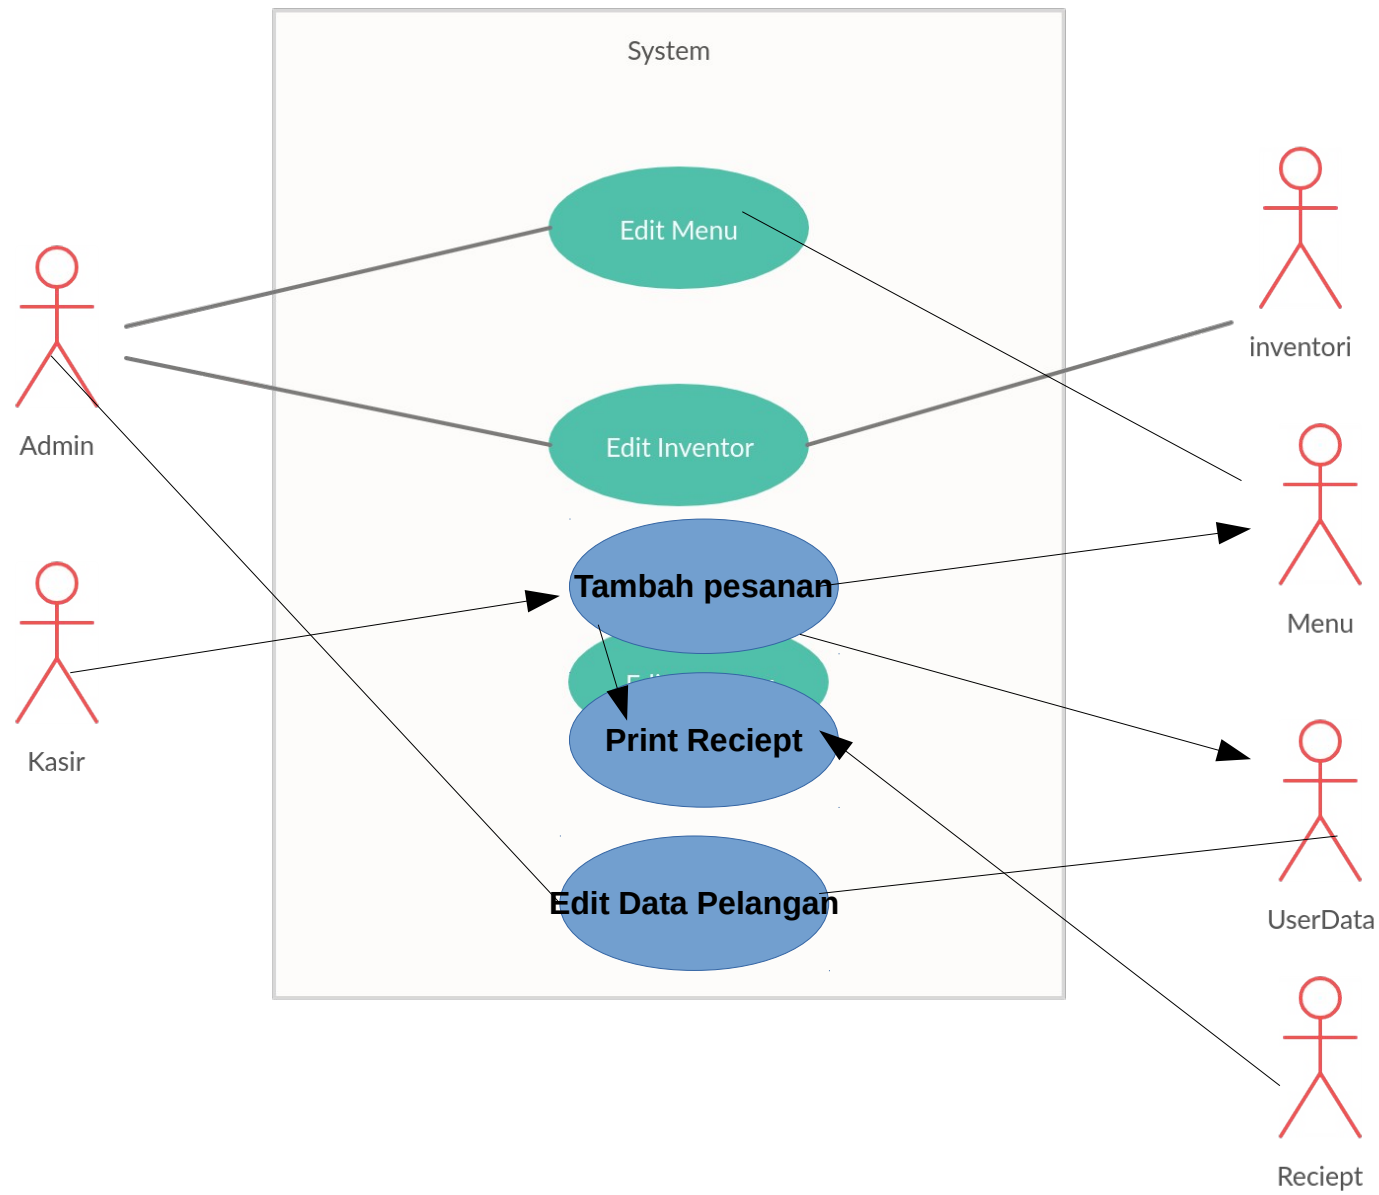 System
Edit Menu
inventori
Admin
Edit Inventor
Tambah pesanan
Menu
Print Reciept
Kasir
Edit Data Pelangan
UserData
Reciept